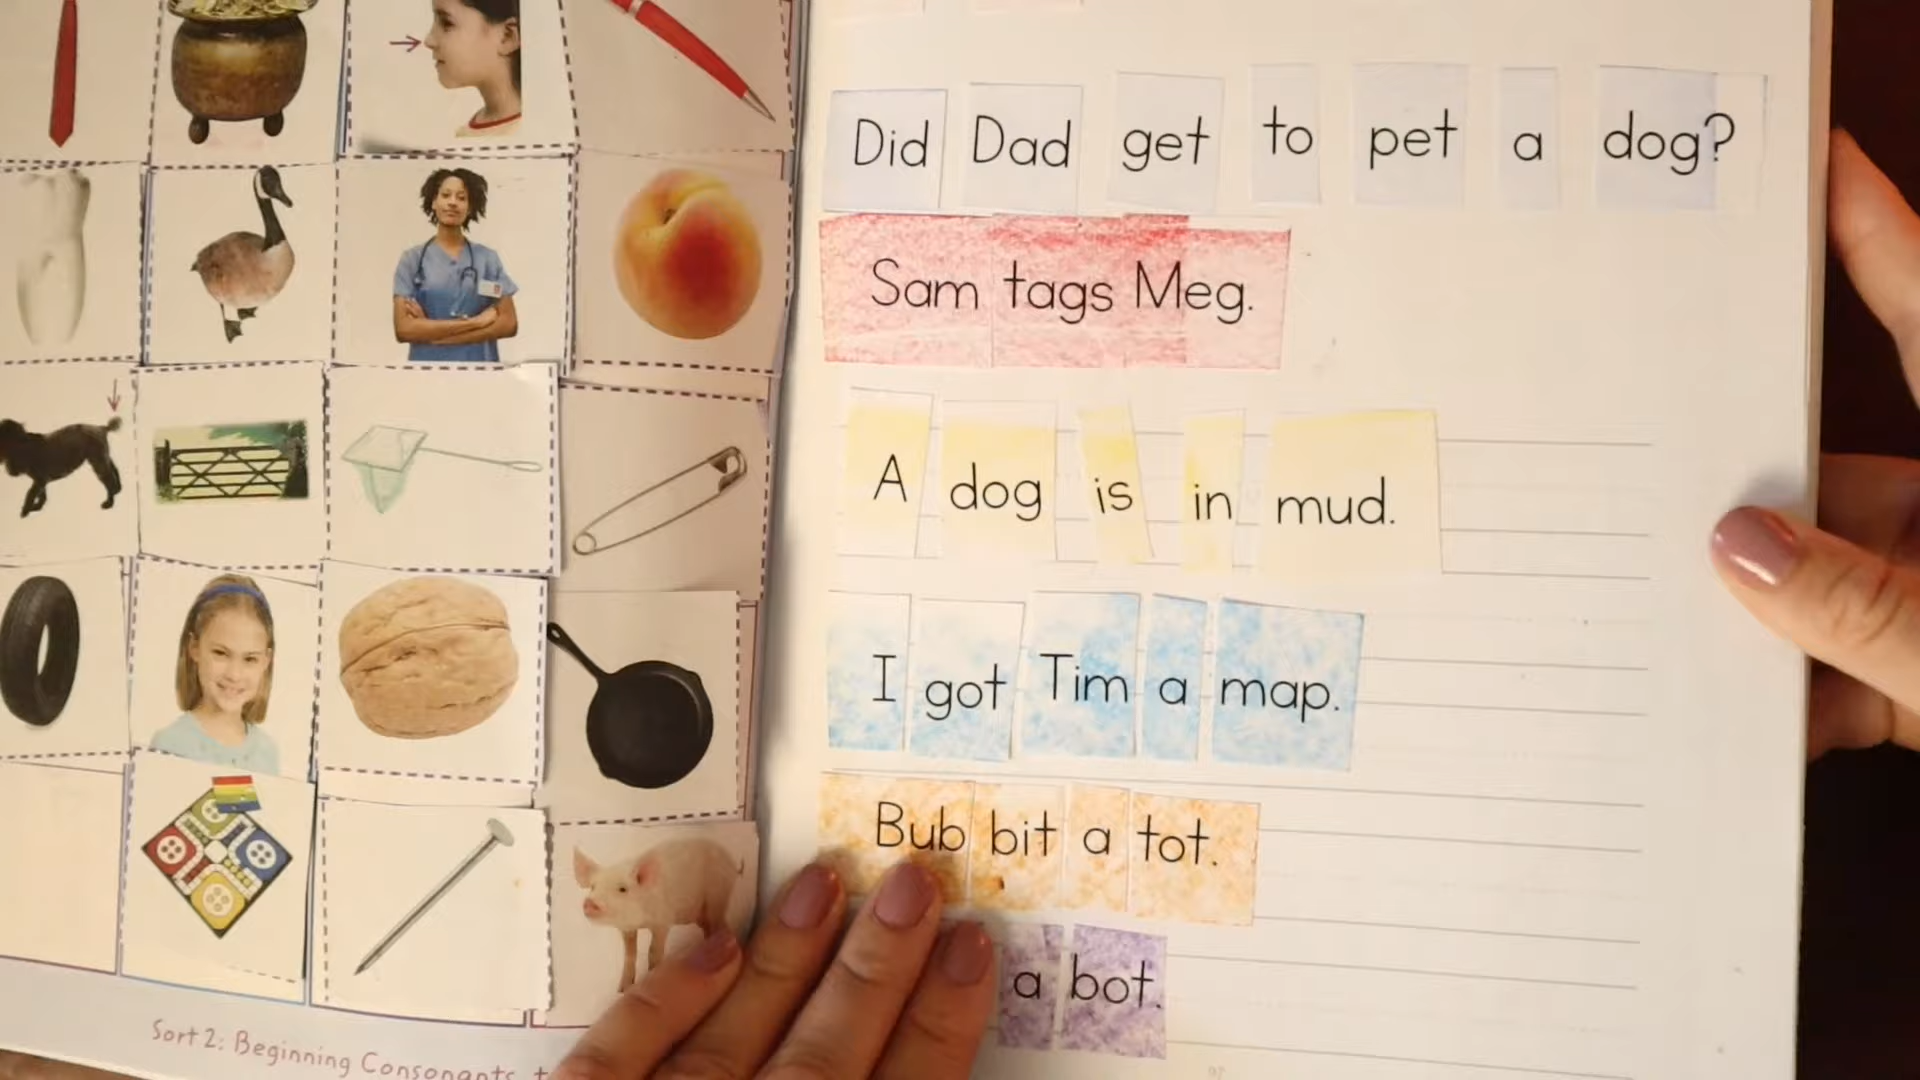 Did Dad get to pet a dog?
Sam tags Meg.
A dog is in mud.
I got Tim a map.
Bub bit a tot.
a bot.
Sort 2: Beginning Consonants